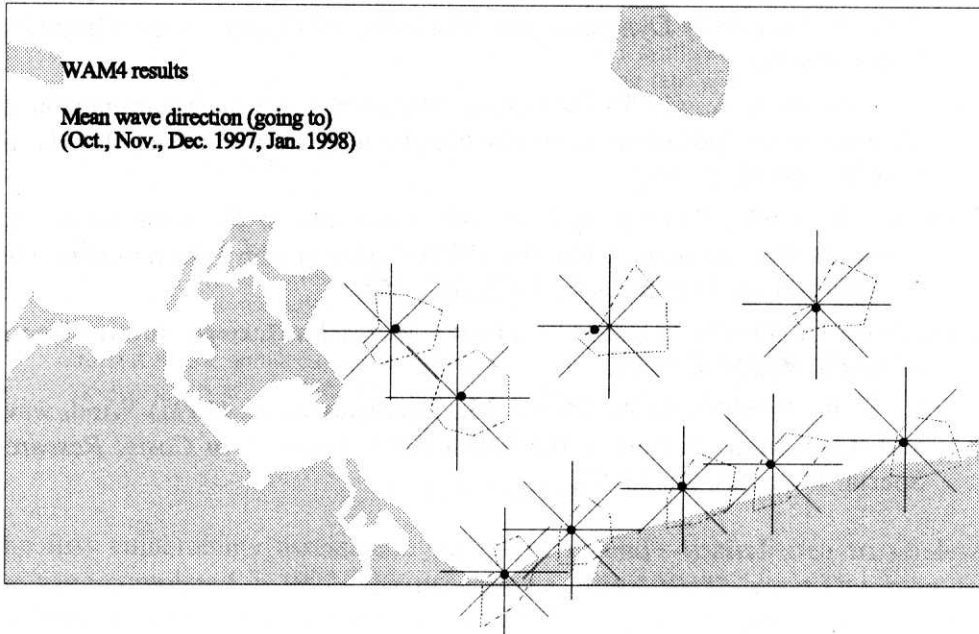 WAM4 results
Mean wave direction (going to)
(Oct., Nov., Dec. 1997, Jan. 1998)